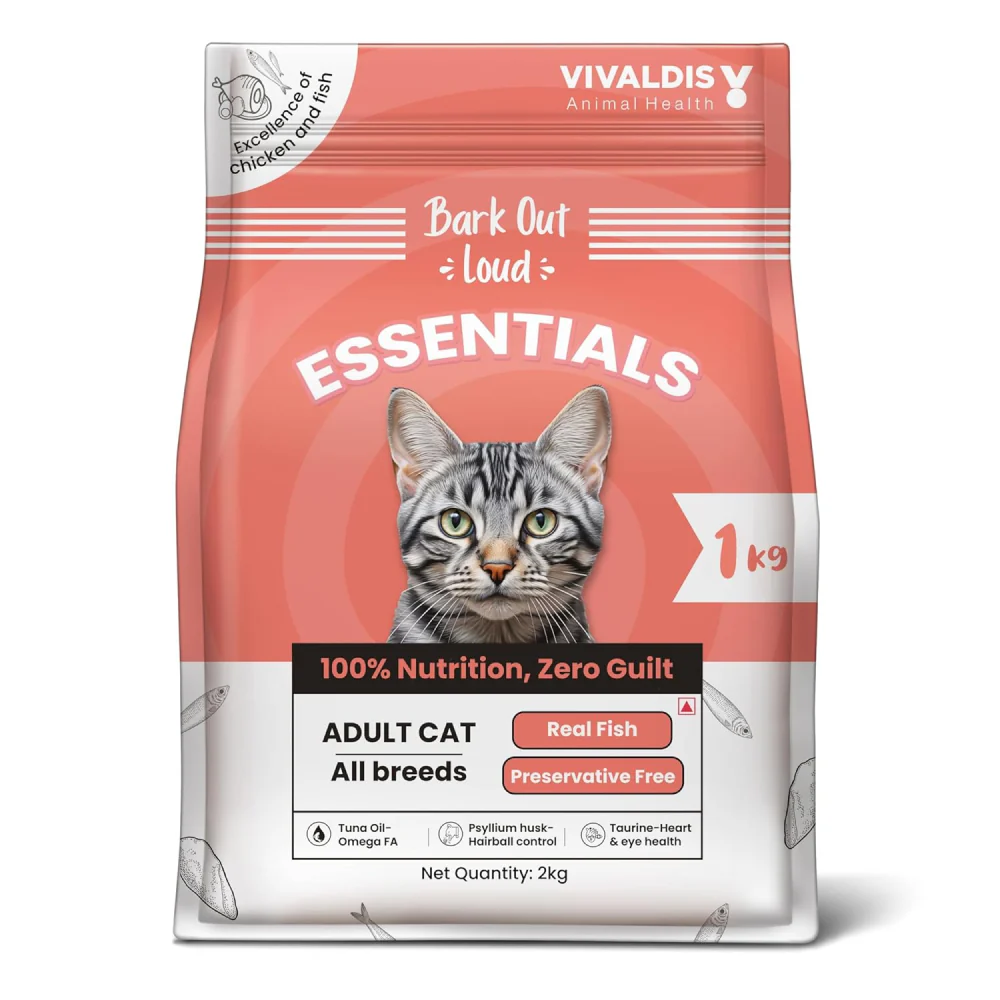 Excellence of
chicken and fish
VIVALDIS
Animal Health
Bark Out
Loud
ESSENTIALS
1 kg
100% Nutrition, Zero Guilt
ADULT CAT
All breeds
Real Fish
Preservative Free
Tuna Oil-
Omega FA
Psyllium husk-
Hairball control
Taurine-Heart
& eye health
Net Quantity: 2kg